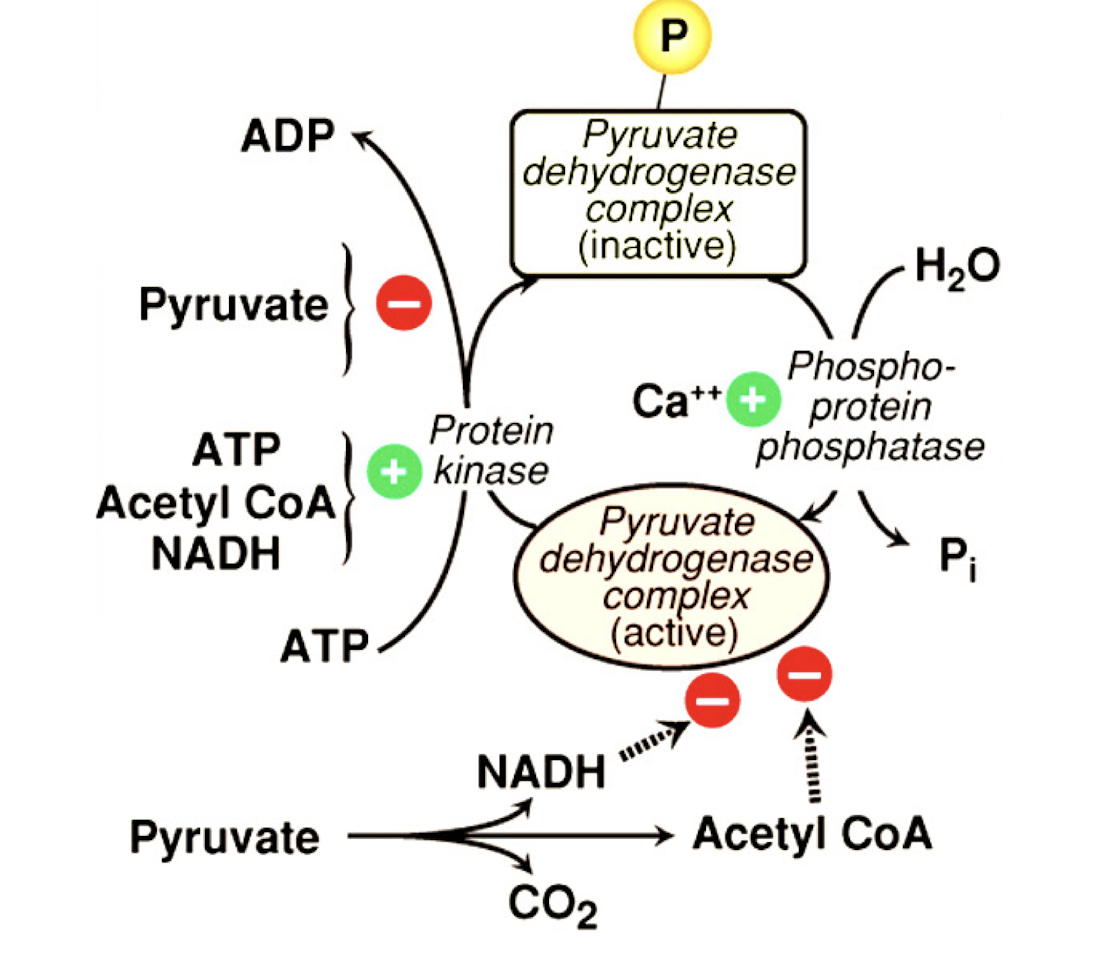 P
Pyruvate
dehydrogenase
complex
(inactive)
ADP
H₂O
Pyruvate
−
Phospho-
protein
phosphatase
Ca⁺⁺
+
Protein
kinase
ATP
Acetyl CoA
NADH
+
Pyruvate
dehydrogenase
complex
(active)
Pᵢ
ATP
−
−
NADH
Pyruvate
Acetyl CoA
CO₂